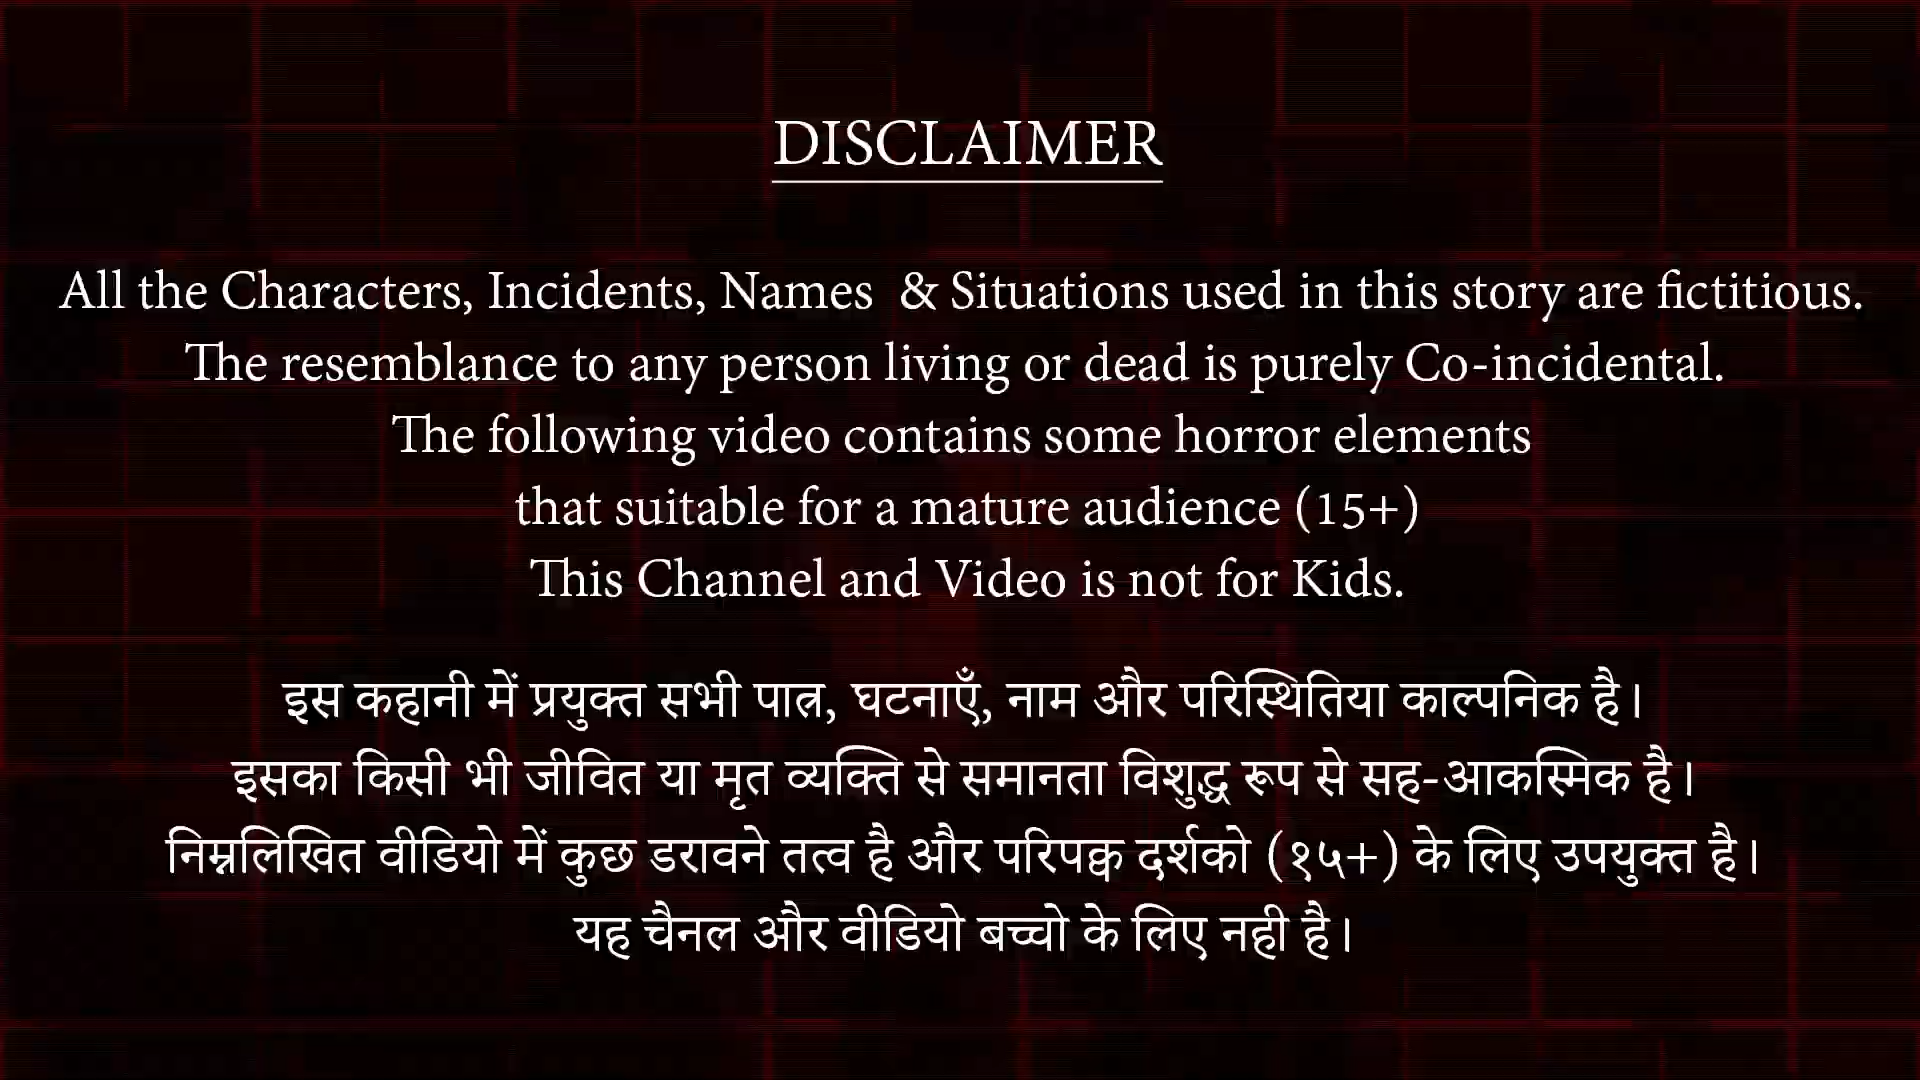 DISCLAIMER
All the Characters, Incidents, Names & Situations used in this story are fictitious.
The resemblance to any person living or dead is purely Co-incidental.
The following video contains some horror elements
that suitable for a mature audience (15+)
This Channel and Video is not for Kids.
इस कहानी में प्रयुक्त सभी पात्र, घटनाएँ, नाम और परिस्थितिया काल्पनिक है।
इसका किसी भी जीवित या मृत व्यक्ति से समानता विशुद्ध रूप से सह-आकस्मिक है।
निम्नलिखित वीडियो में कुछ डरावने तत्व है और परिपक्व दर्शको (१५+) के लिए उपयुक्त है।
यह चैनल और वीडियो बच्चो के लिए नही है।